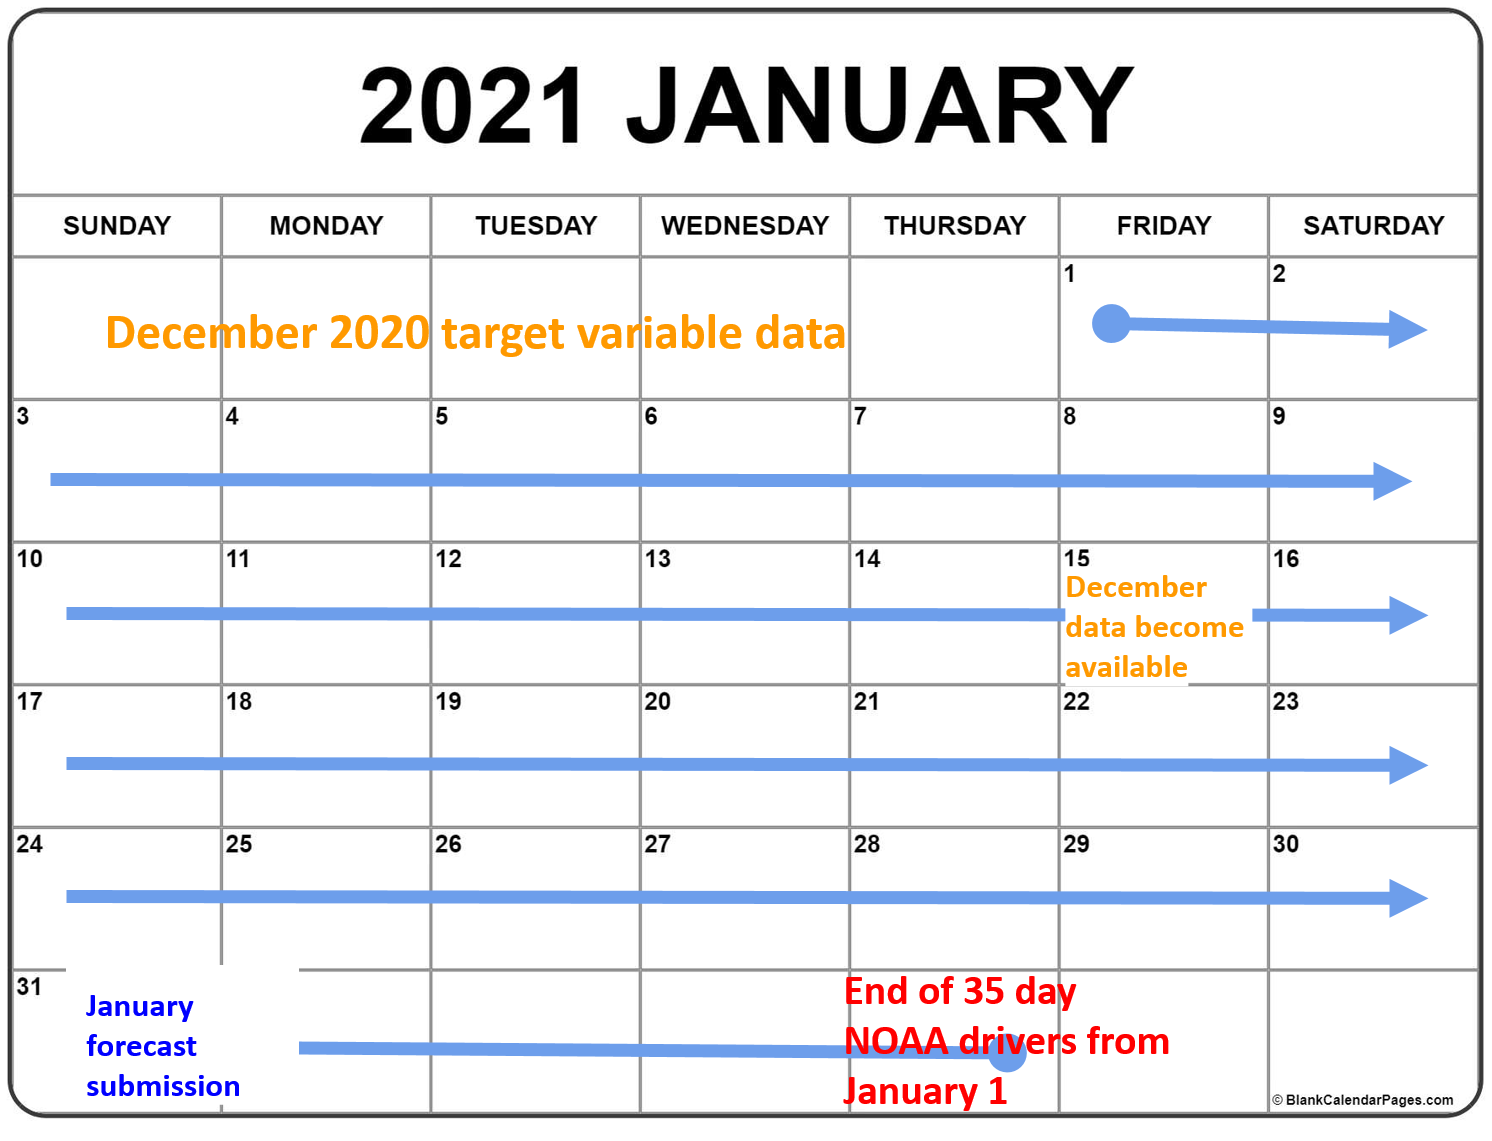 2021 JANUARY
SUNDAY MONDAY TUESDAY WEDNESDAY THURSDAY FRIDAY SATURDAY
1 2
December 2020 target variable data
3 4 5 6 7 8 9
10 11 12 13 14 15 16
December
data become
available
17 18 19 20 21 22 23
24 25 26 27 28 29 30
31
January
forecast
submission
End of 35 day
NOAA drivers from
January 1
© BlankCalendarPages.com